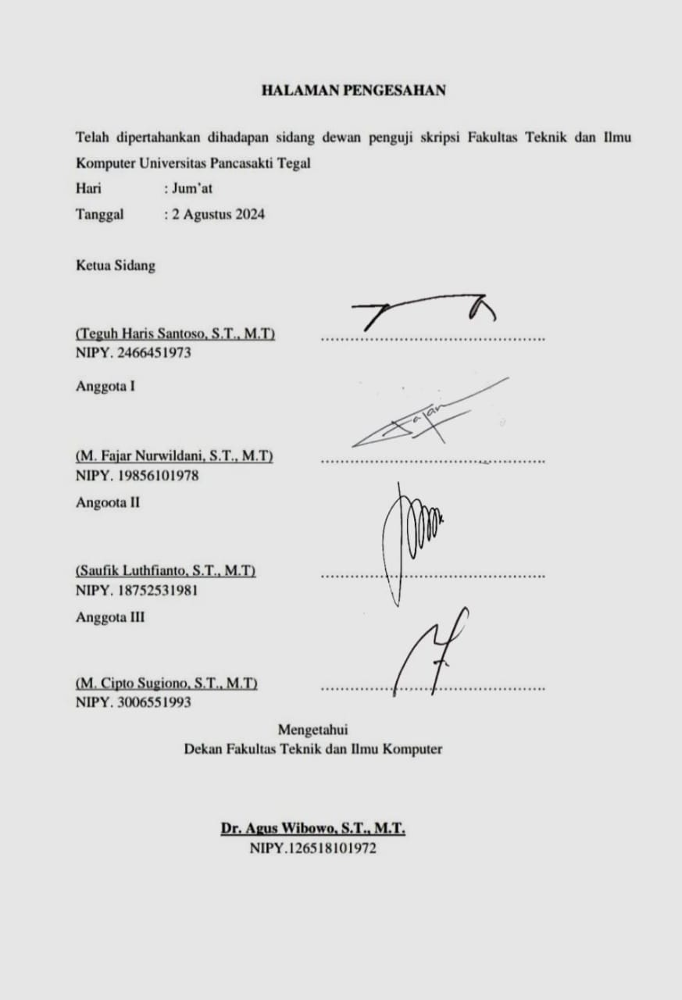 HALAMAN PENGESAHAN
Telah dipertahankan dihadapan sidang dewan penguji skripsi Fakultas Teknik dan Ilmu
Komputer Universitas Pancasakti Tegal
Hari : Jum'at
Tanggal : 2 Agustus 2024
Ketua Sidang
(Teguh Haris Santoso, S.T., M.T)
NIPY. 2466451973
Anggota I
Fajar
(M. Fajar Nurwildani, S.T., M.T)
NIPY. 19856101978
Angoota II
(Saufik Luthfianto, S.T., M.T)
NIPY. 18752531981
Anggota III
(M. Cipto Sugiono, S.T., M.T)
NIPY. 3006551993
Mengetahui
Dekan Fakultas Teknik dan Ilmu Komputer
Dr. Agus Wibowo, S.T., M.T.
NIPY.126518101972